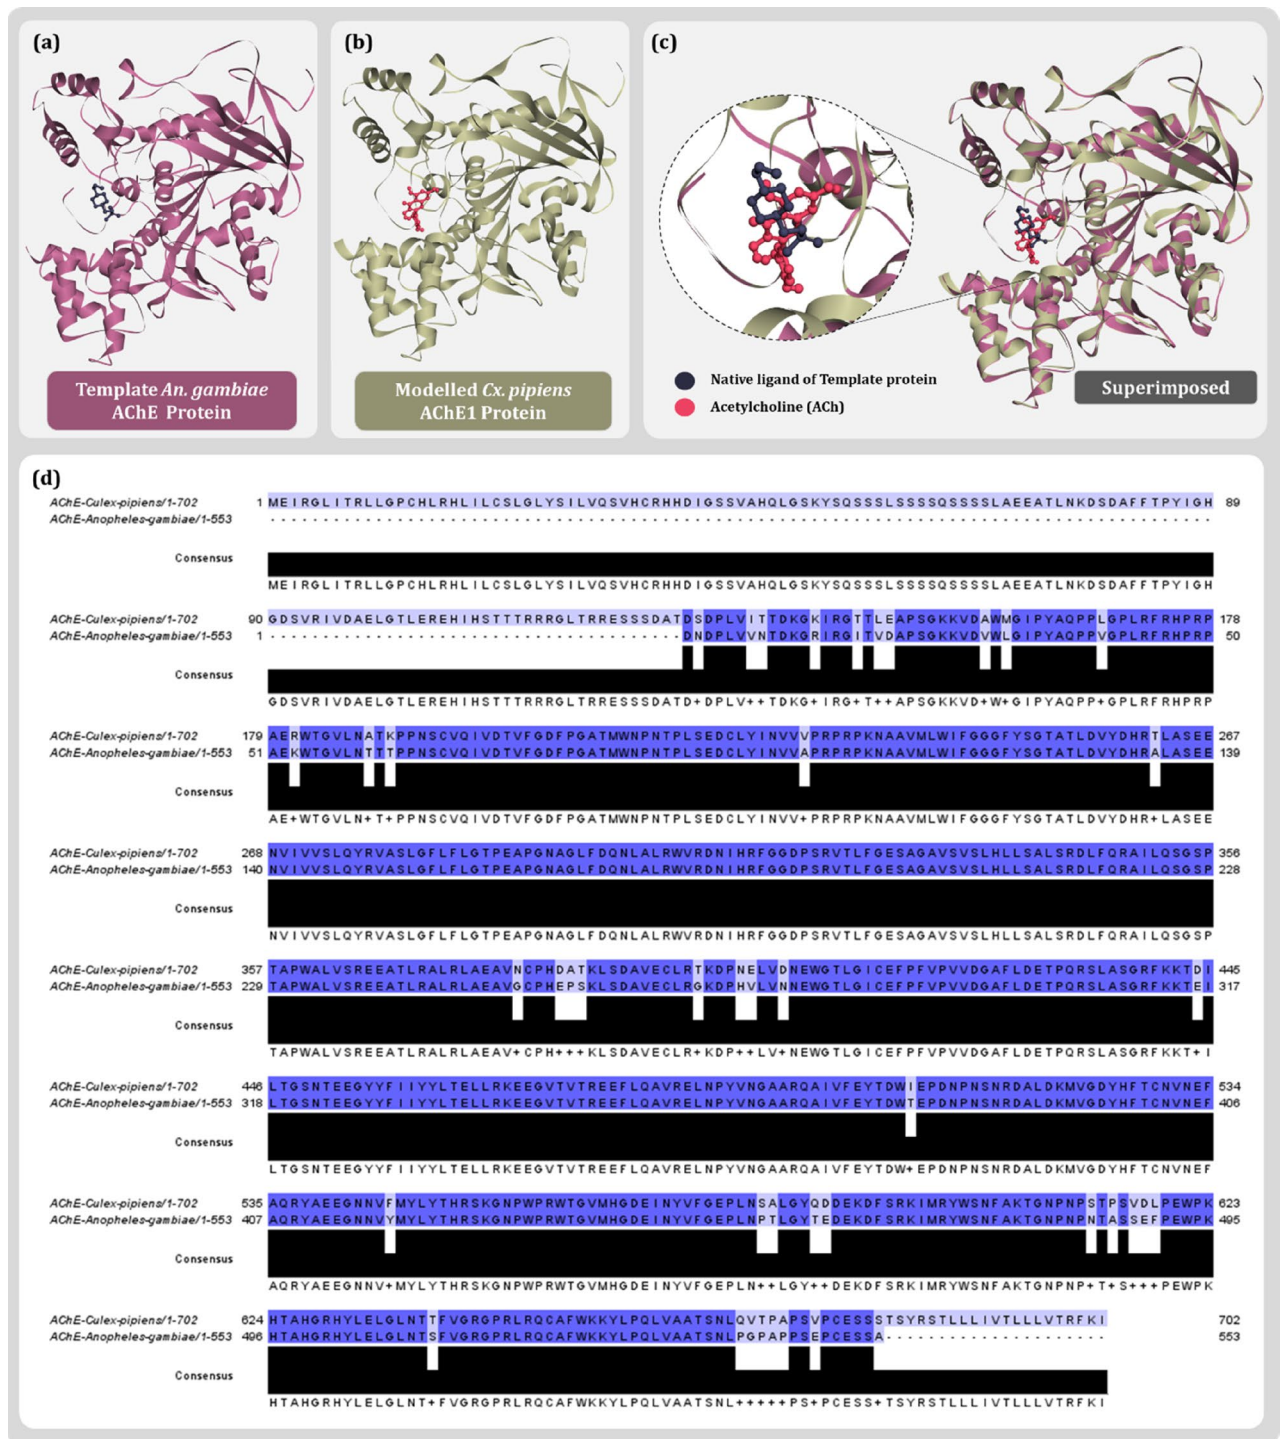 (a)
Template An. gambiae
AChE Protein
(b)
Modelled Cx. pipiens
AChE1 Protein
(c)
Native ligand of Template protein
Acetylcholine (ACh)
Superimposed
(d)
AChE-Culex-pipiens/1-702 1 MEIRGLITRLLGPCHLRHLILCSLGLYSILVQSVHCRHHDIGSSVAHQLGSKYSQSSSLSSSSQSSSSLAEEATLNKDSDAFFTPYIGH 89
AChE-Anopheles-gambiae/1-553
Consensus
MEIRGLITRLLGPCHLRHLILCSLGLYSILVQSVHCRHHDIGSSVAHQLGSKYSQSSSLSSSSQSSSSLAEEATLNKDSDAFFTPYIGH
AChE-Culex-pipiens/1-702 90 GDSVRIVDAELGTLEREHIHSTTTRRRGLTRRESSSDATDSDPLVITTDKGKIRGTTLEAPSGKKVDAWMGIPYAQPPLGPLRFRHPRP 178
AChE-Anopheles-gambiae/1-553 1 DNDPLVVNTDKGRIRGITVDAPSGKKVDVWLGIPYAQPPVGPLRFRHPRP 50
Consensus
GDSVRIVDAELGTLEREHIHSTTTRRRGLTRRESSSDATD+DPLV++TDKG+IRG+T++APSGKKVD+W+GIPYAQPP+GPLRFRHPRP
AChE-Culex-pipiens/1-702 179 AERWTGVLNATKPPNSCVQIVDTVFGDFPGATMWNPNTPLSEDCLYINVVVPRPRPKNAAVMLWIFGGGFYSGTATLDVYDHRTLASEE 267
AChE-Anopheles-gambiae/1-553 51 AEKWTGVLNTTTPPNSCVQIVDTVFGDFPGATMWNPNTPLSEDCLYINVVAPRPRPKNAAVMLWIFGGGFYSGTATLDVYDHRALASEE 139
Consensus
AE+WTGVLN+T+PPNSCVQIVDTVFGDFPGATMWNPNTPLSEDCLYINVV+PRPRPKNAAVMLWIFGGGFYSGTATLDVYDHR+LASEE
AChE-Culex-pipiens/1-702 268 NVIVVSLQYRVASLGFLFLGTPEAPGNAGLFDQNLALRWVRDNIHRFGGDPSRVTLFGESAGAVSVSLHLLSALSRDLFQRAILQSGSP 356
AChE-Anopheles-gambiae/1-553 140 NVIVVSLQYRVASLGFLFLGTPEAPGNAGLFDQNLALRWVRDNIHRFGGDPSRVTLFGESAGAVSVSLHLLSALSRDLFQRAILQSGSP 228
Consensus
NVIVVSLQYRVASLGFLFLGTPEAPGNAGLFDQNLALRWVRDNIHRFGGDPSRVTLFGESAGAVSVSLHLLSALSRDLFQRAILQSGSP
AChE-Culex-pipiens/1-702 357 TAPWALVSREEATLRALRLAEAVNCPHDATKLSDAVECLRTKDPNELVDNEWGTLGICEFPFVPVVDGAFLDETPQRSLASGRFKKTDI 445
AChE-Anopheles-gambiae/1-553 229 TAPWALVSREEATLRALRLAEAVGCPHEPSKLSDAVECLRGKDPHVLVNNEWGTLGICEFPFVPVVDGAFLDETPQRSLASGRFKKTEI 317
Consensus
TAPWALVSREEATLRALRLAEAV+CPH+++KLSDAVECLR+KDP++LV+NEWGTLGICEFPFVPVVDGAFLDETPQRSLASGRFKKT+I
AChE-Culex-pipiens/1-702 446 LTGSNTEEGYYFIIYYLTELLRKEEGVTVTREEFLQAVRELNPYVNGAARQAIVFEYTDWIEPDNPNSNRDALDKMVGDYHFTCNVNEF 534
AChE-Anopheles-gambiae/1-553 318 LTGSNTEEGYYFIIYYLTELLRKEEGVTVTREEFLQAVRELNPYVNGAARQAIVFEYTDWTEPDNPNSNRDALDKMVGDYHFTCNVNEF 406
Consensus
LTGSNTEEGYYFIIYYLTELLRKEEGVTVTREEFLQAVRELNPYVNGAARQAIVFEYTDW+EPDNPNSNRDALDKMVGDYHFTCNVNEF
AChE-Culex-pipiens/1-702 535 AQRYAEEGNNVFMYLYTHRSKGNPWPRWTGVMHGDEINYVFGEPLNSALGYQDDEKDFSRKIMRYWSNFAKTGNPNPSTPSVDLPEWPK 623
AChE-Anopheles-gambiae/1-553 407 AQRYAEEGNNVYMYLYTHRSKGNPWPRWTGVMHGDEINYVFGEPLNPTLGYTEDEKDFSRKIMRYWSNFAKTGNPNPNTASSEFPEWPK 495
Consensus
AQRYAEEGNNV+MYLYTHRSKGNPWPRWTGVMHGDEINYVFGEPLN++LGY++DEKDFSRKIMRYWSNFAKTGNPNP+T+S+++PEWPK
AChE-Culex-pipiens/1-702 624 HTAHGRHYLELGLNTTFVGRGPRLRQCAFWKKYLPQLVAATSNLQVTPAPSVPCESSSTSYRSTLLLIVTLLLVTRFKI 702
AChE-Anopheles-gambiae/1-553 496 HTAHGRHYLELGLNTSFVGRGPRLRQCAFWKKYLPQLVAATSNLPGPAPPSEPCESSA 553
Consensus
HTAHGRHYLELGLNT+FVGRGPRLRQCAFWKKYLPQLVAATSNL+++++PS+PCESS+TSYRSTLLLIVTLLLVTRFKI